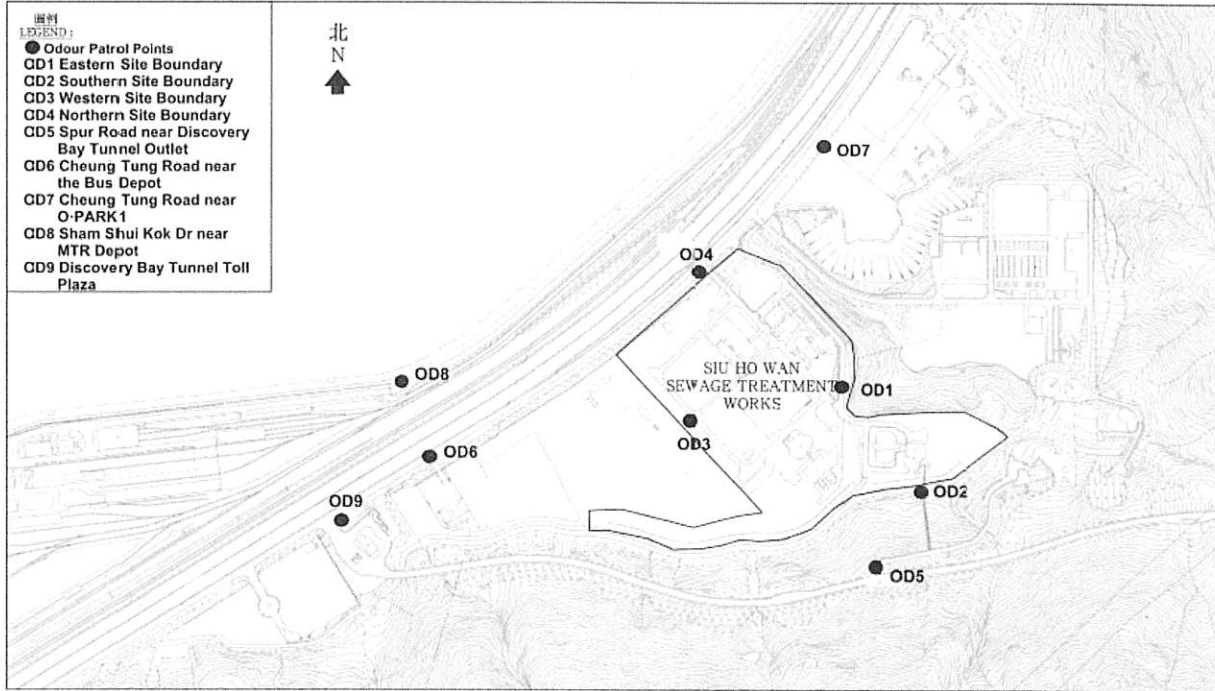 圖例
LEGEND :
Odour Patrol Points
OD1 Eastern Site Boundary
OD2 Southern Site Boundary
OD3 Western Site Boundary
OD4 Northern Site Boundary
OD5 Spur Road near Discovery
Bay Tunnel Outlet
OD6 Cheung Tung Road near
the Bus Depot
OD7 Cheung Tung Road near
O·PARK1
OD8 Sham Shui Kok Dr near
MTR Depot
OD9 Discovery Bay Tunnel Toll
Plaza
北
N
OD7
OD4
OD8
SIU HO WAN
SEWAGE TREATMENT
WORKS
OD1
OD3
OD6
OD2
OD9
OD5